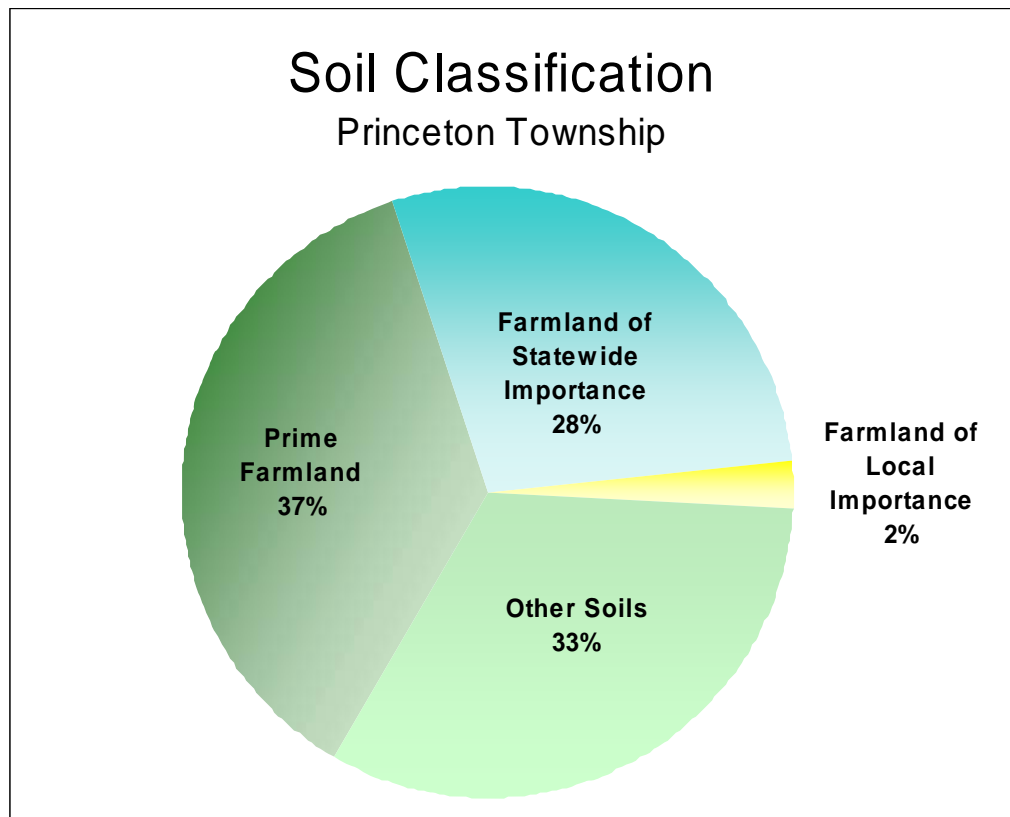 Soil Classification
Princeton Township
Farmland of
Statewide
Importance
28%
Farmland of
Local
Importance
2%
Prime
Farmland
37%
Other Soils
33%